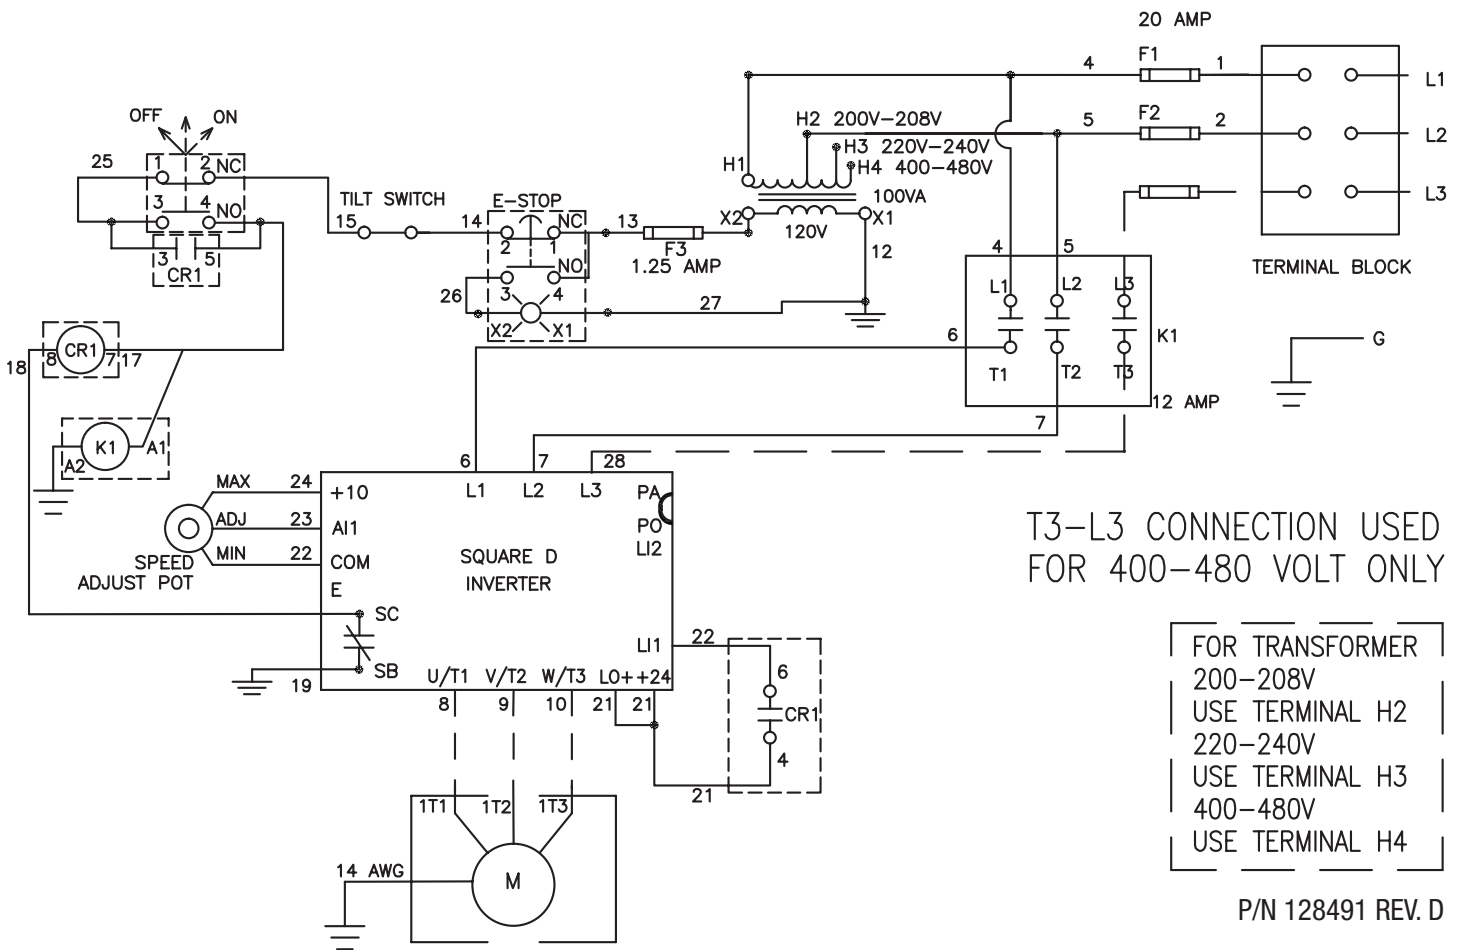 20 AMP
F1
4
1
L1
OFF
ON
H2 200V-208V
5
F2
2
L2
25
1
2
NC
H3 220V-240V
H1
H4 400-480V
3
4
NO
TILT SWITCH
E-STOP
100VA
L3
15
14
NC
13
X2
X1
120V
2
1
F3
12
4
5
3
5
CR1
1.25 AMP
NO
TERMINAL BLOCK
26
3
4
27
L1
L2
L3
X2
X1
6
K1
G
CR1
8
7
17
18
T1
T2
T3
12 AMP
7
K1
A1
A2
6
7
28
MAX
24
+10
L1
L2
L3
PA
ADJ
23
AI1
PO
LI2
T3-L3 CONNECTION USED
FOR 400-480 VOLT ONLY
MIN
22
COM
SPEED
ADJUST POT
SQUARE D
INVERTER
E
SC
LI1
22
FOR TRANSFORMER
200-208V
USE TERMINAL H2
220-240V
USE TERMINAL H3
400-480V
USE TERMINAL H4
SB
19
U/T1
V/T2
W/T3
LO+
+24
6
8
9
10
21
21
CR1
4
21
1T1
1T2
1T3
14 AWG
M
P/N 128491 REV. D